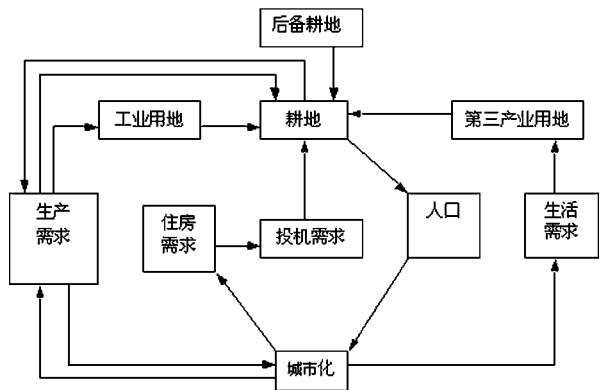 后备耕地
工业用地
耕地
第三产业用地
生产
需求
住房
需求
投机需求
人口
生活
需求
城市化